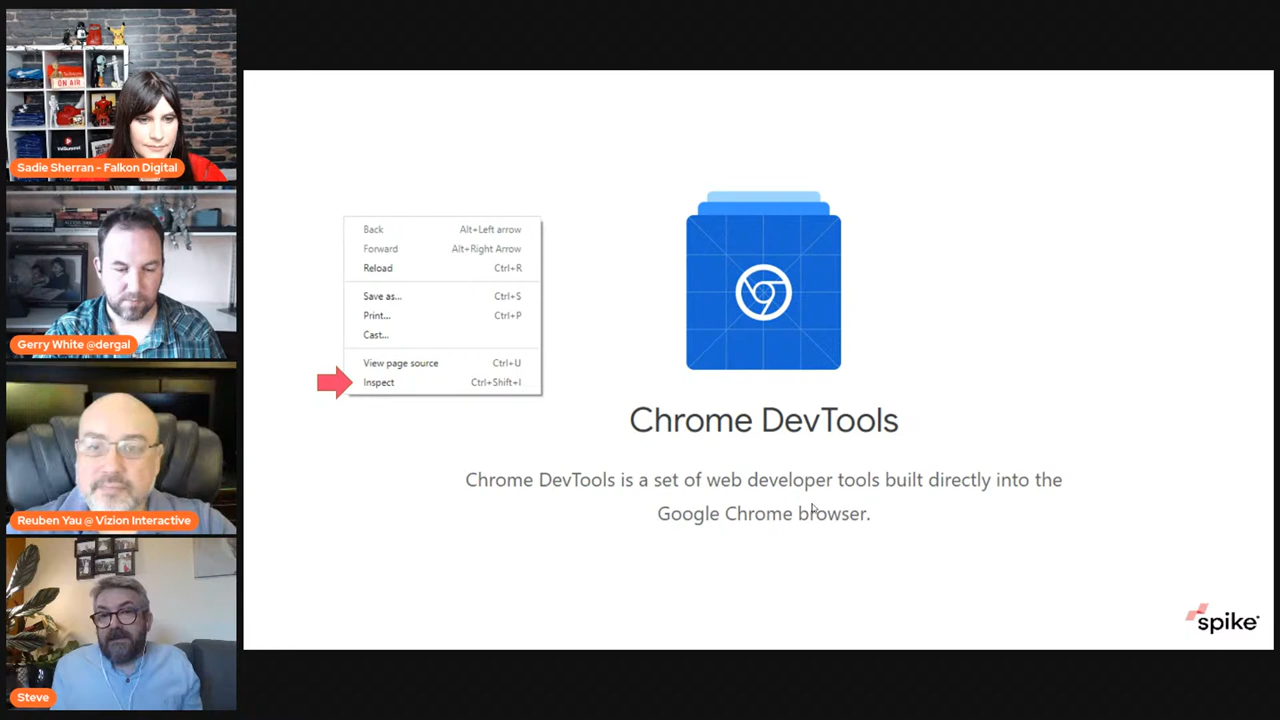 ON AIR
Sadie Sherran - Falkon Digital
Gerry White @dergal
Reuben Yau @ Vizion Interactive
Steve
Back Alt+Left arrow
Forward Alt+Right Arrow
Reload Ctrl+R
Save as... Ctrl+S
Print... Ctrl+P
Cast...
View page source Ctrl+U
Inspect Ctrl+Shift+I
Chrome DevTools
Chrome DevTools is a set of web developer tools built directly into the
Google Chrome browser.
spike